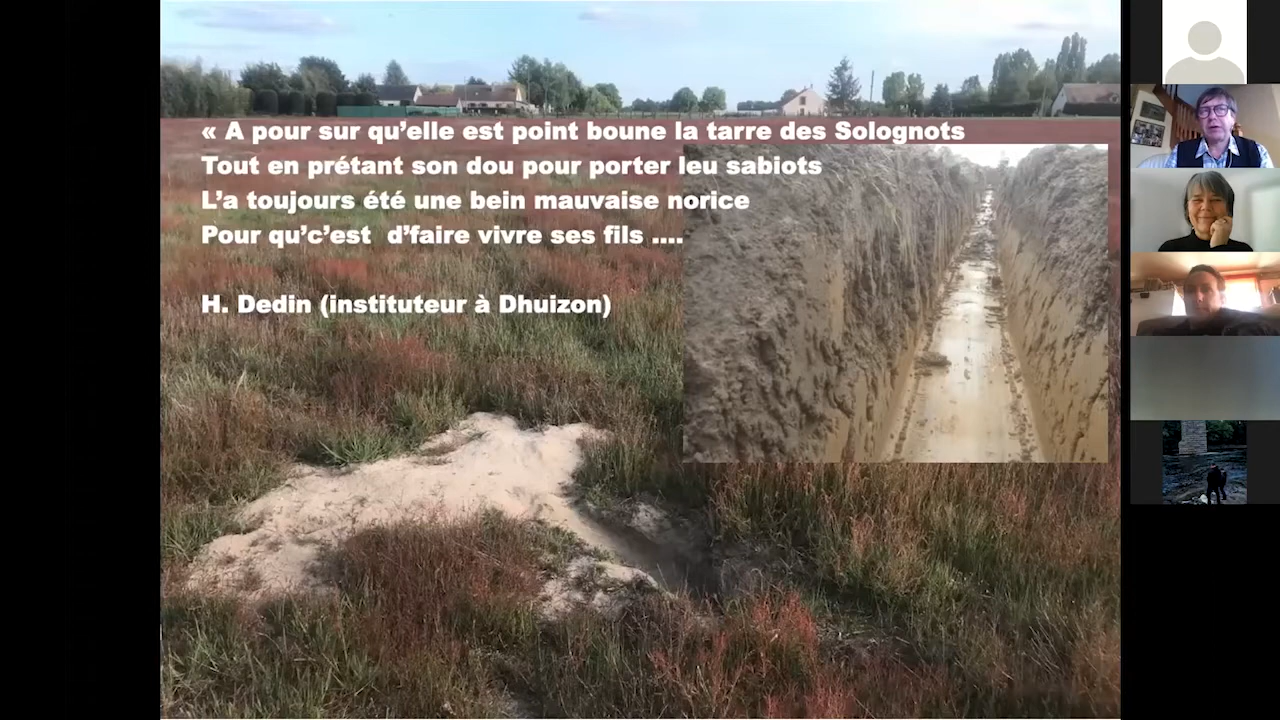 « A pour sur qu’elle est point boune la tarre des Solognots
Tout en prétant son dou pour porter leu sabiots
L’a toujours été une bein mauvaise norice
Pour qu’c’est  d’faire vivre ses fils ....
H. Dedin (instituteur à Dhuizon)